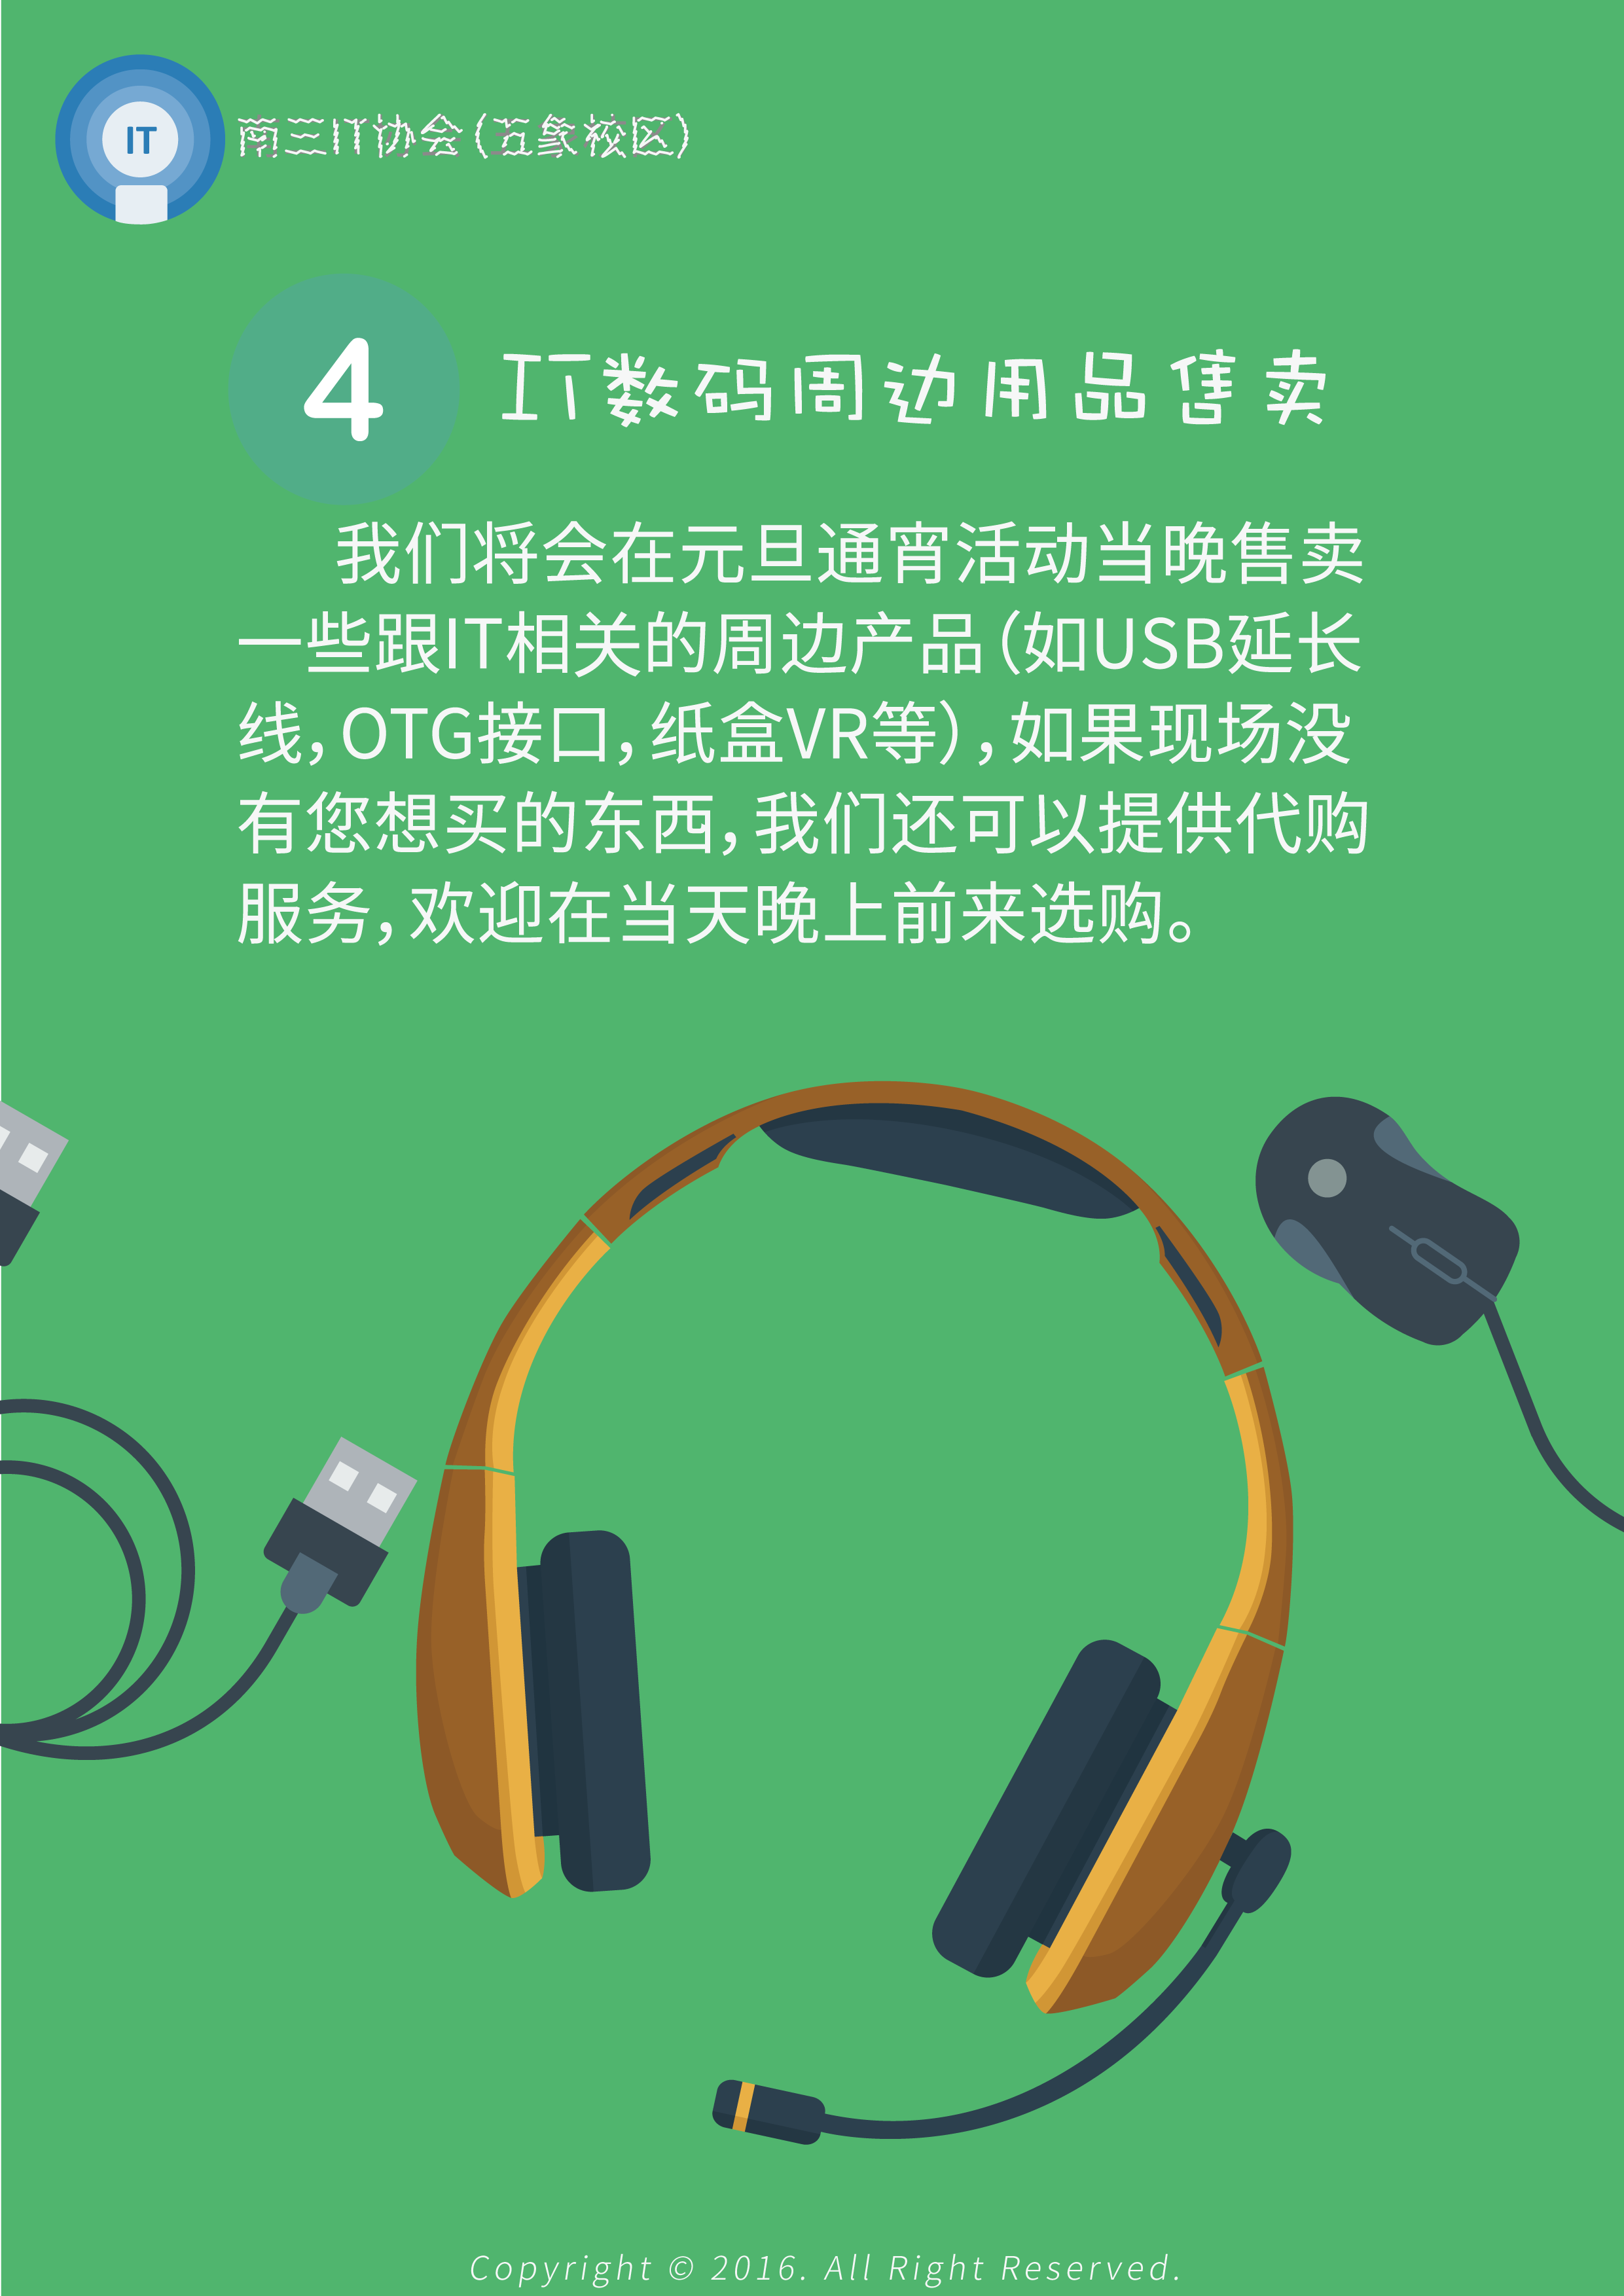 IT
南三IT协会(主教校区)
4
IT数码周边用品售卖
我们将会在元旦通宵活动当晚售卖
一些跟IT相关的周边产品(如USB延长
线,OTG接口,纸盒VR等),如果现场没
有您想买的东西,我们还可以提供代购
服务,欢迎在当天晚上前来选购。
Copyright © 2016. All Right Reserved.